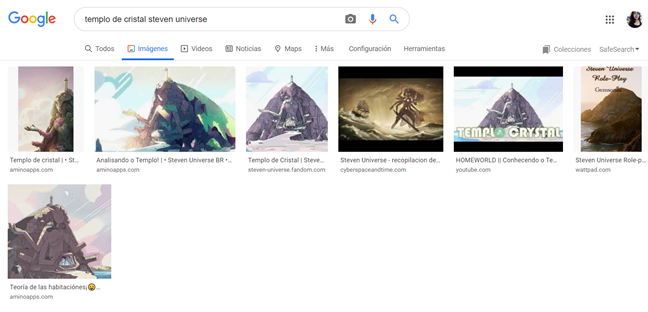 Google
templo de cristal steven universe
Todos
Imágenes
Videos
Noticias
Maps
Más
Configuración
Herramientas
Colecciones
SafeSearch
Steven Universe
Role-Play
TEMPLO CRYSTAL
Templo de cristal | • St...
aminoapps.com
Analisando o Templo! | • Steven Universe BR •...
aminoapps.com
Templo de Cristal | Steve...
steven-universe.fandom.com
Steven Universe - recopilacion de...
cyberspaceandtime.com
HOMEWORLD || Conhecendo o Te...
youtube.com
Steven Universe Role-p...
wattpad.com
Teoría de las habitaciónes¡😱...
aminoapps.com